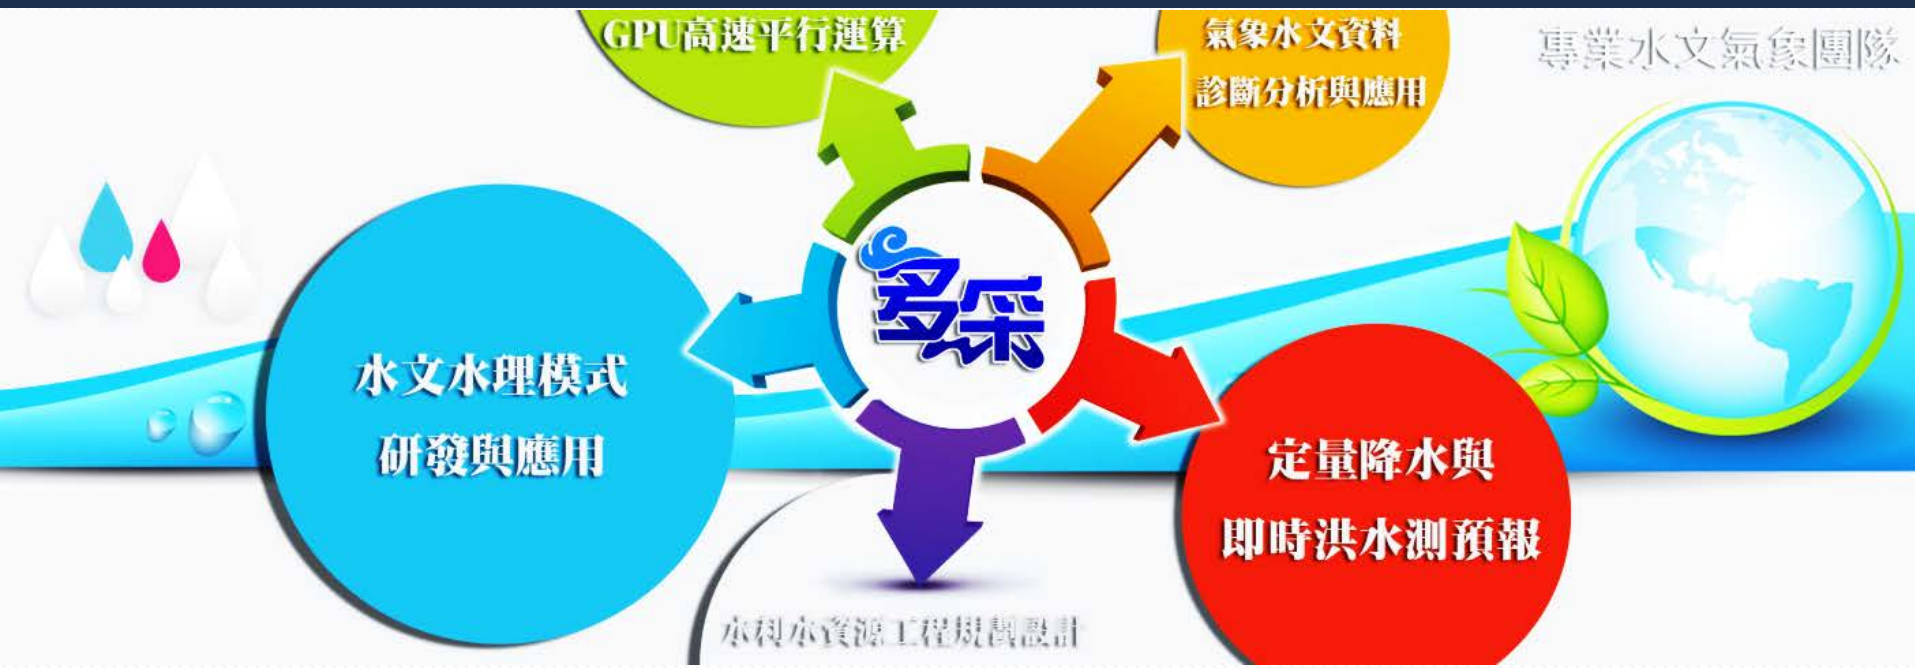 GPU高速平行運算
氣象水文資料
診斷分析與應用
專業水文氣象團隊
多采
水文水理模式
研發與應用
定量降水與
即時洪水測預報
水利水資源工程規劃設計